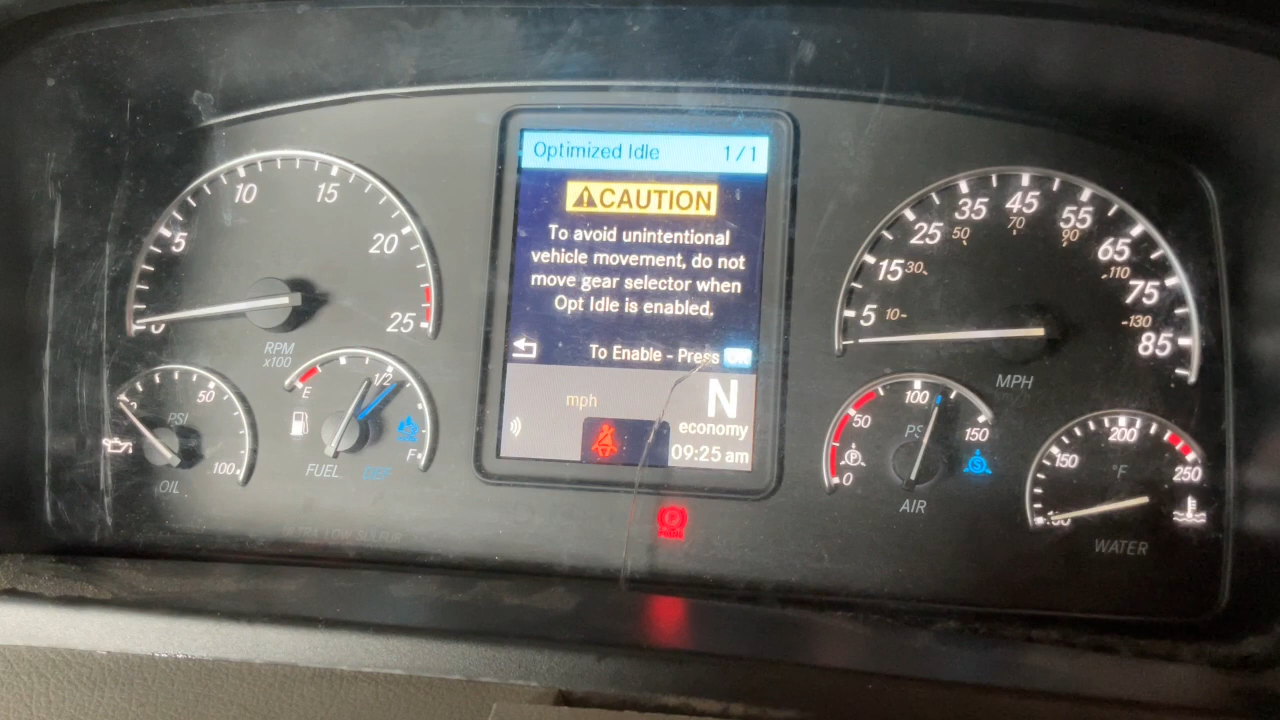 Optimized Idle 1/1
CAUTION
To avoid unintentional
vehicle movement, do not
move gear selector when
Opt Idle is enabled.
To Enable - Press OK
mph
N
economy
09:25 am
0 5 10 15 20 25
RPM
x100
0 50 100
PSI
OIL
E 1/2 F
FUEL DEF
5 15 25 35 45 55 65 75 85
10 30 50 70 90 110 130
MPH
0 50 100 150
P
S
AIR
150 200 250
°F
WATER
P